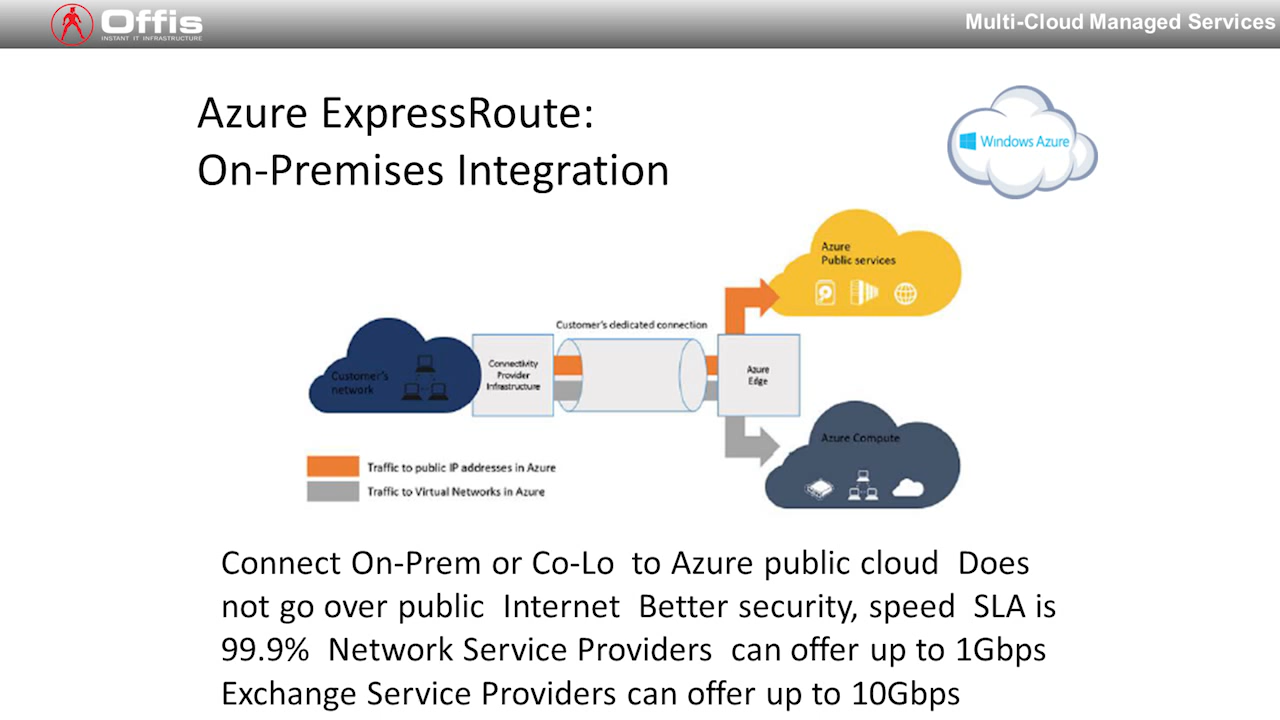 Offis
INSTANT IT INFRASTRUCTURE
Multi-Cloud Managed Services
Azure ExpressRoute:
On-Premises Integration
Windows Azure
Azure
Public services
Customer's dedicated connection
Customer's
network
Connectivity
Provider
Infrastructure
Azure
Edge
Azure Compute
Traffic to public IP addresses in Azure
Traffic to Virtual Networks in Azure
Connect On-Prem or Co-Lo to Azure public cloud Does
not go over public Internet Better security, speed SLA is
99.9% Network Service Providers can offer up to 1Gbps
Exchange Service Providers can offer up to 10Gbps